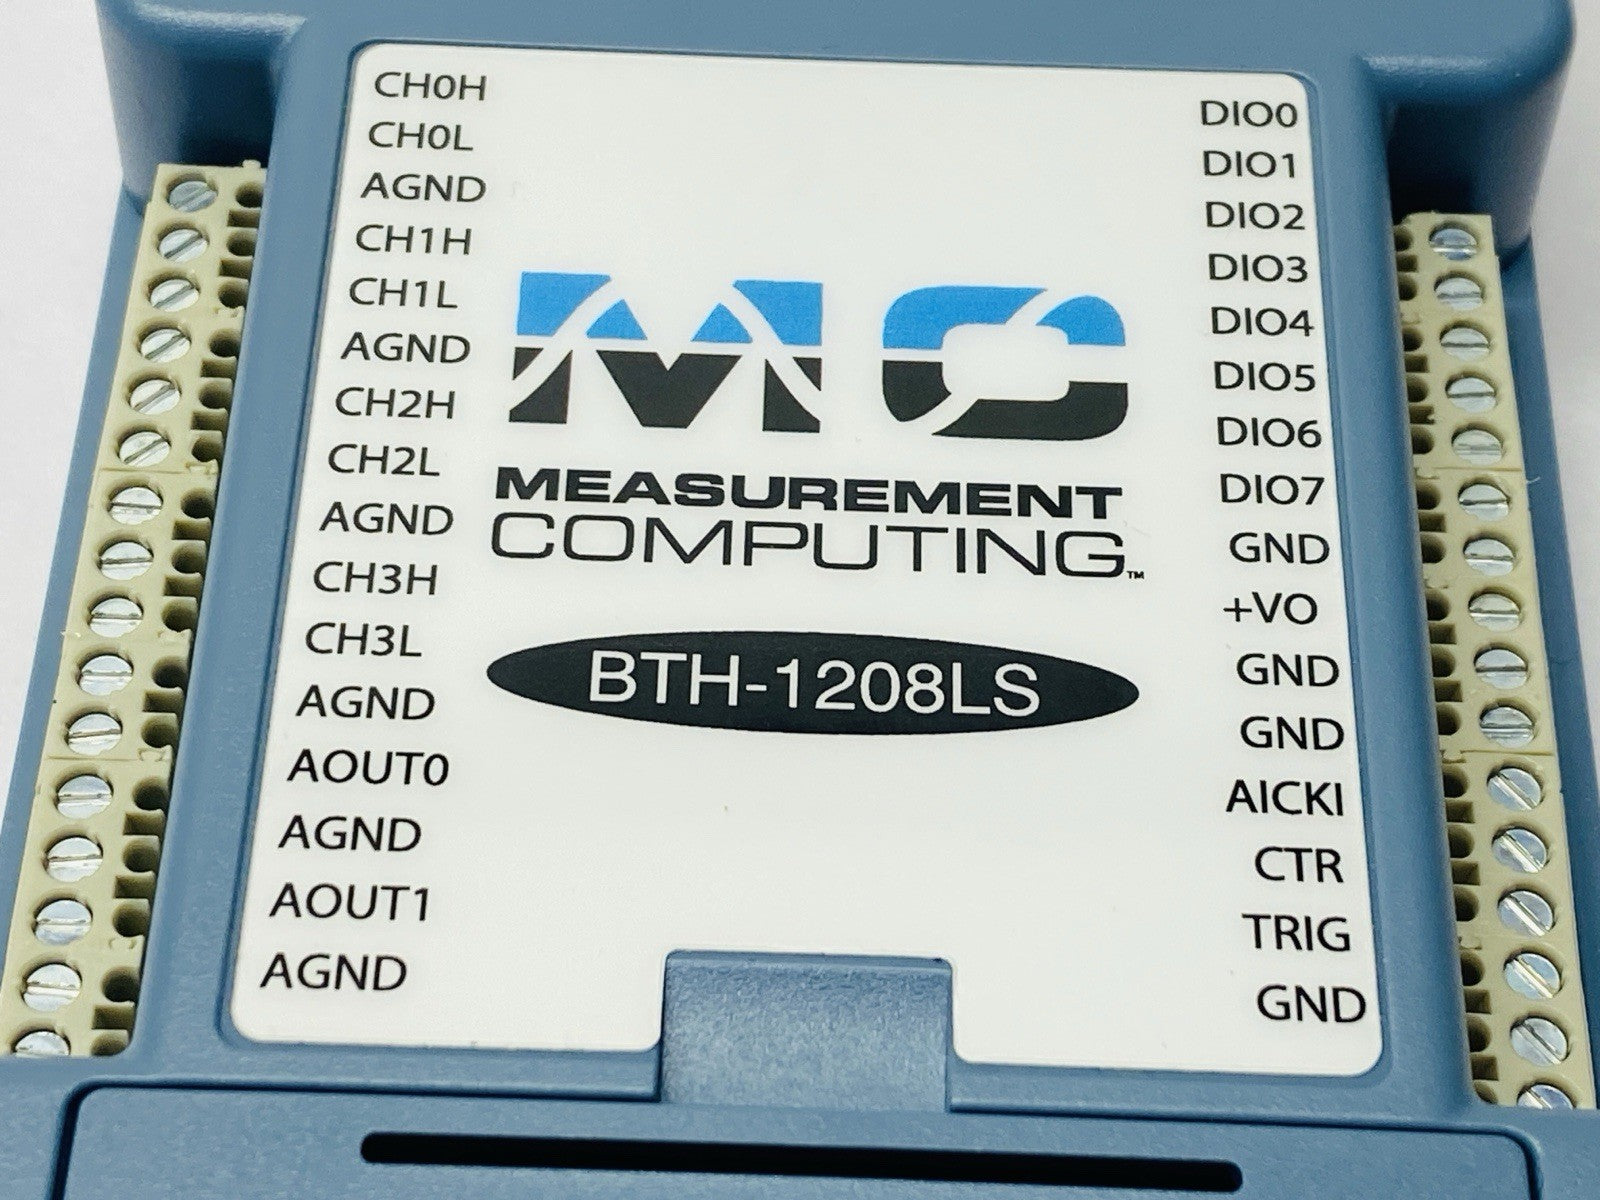 CH0H
CH0L
AGND
CH1H
CH1L
AGND
CH2H
CH2L
AGND
CH3H
CH3L
AGND
AOUT0
AGND
AOUT1
AGND
MC
MEASUREMENT
COMPUTING™
BTH-1208LS
DIO0
DIO1
DIO2
DIO3
DIO4
DIO5
DIO6
DIO7
GND
+VO
GND
GND
AICKI
CTR
TRIG
GND